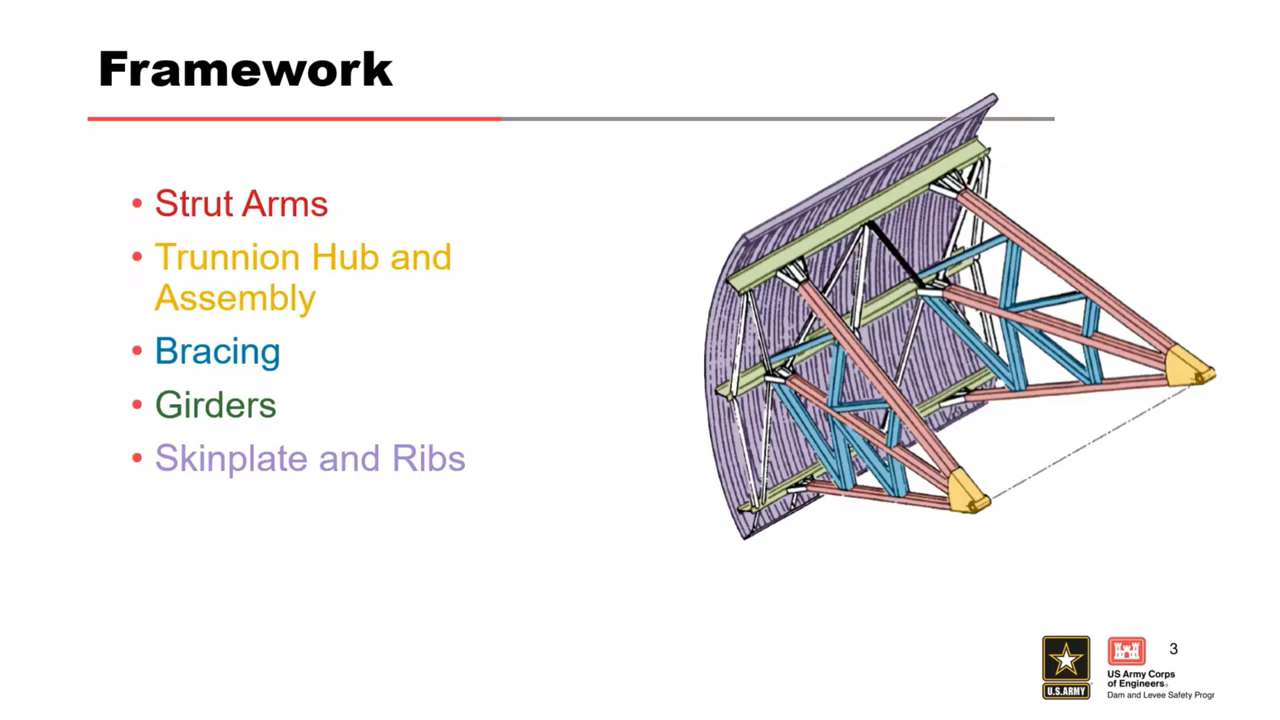 Framework
• Strut Arms
• Trunnion Hub and
Assembly
• Bracing
• Girders
• Skinplate and Ribs
U.S.ARMY
US Army Corps
of Engineers®
Dam and Levee Safety Progr
3